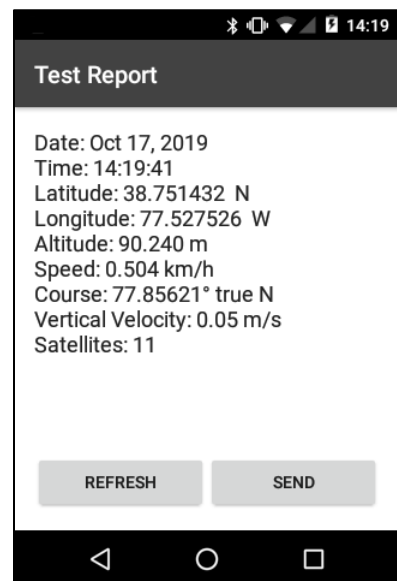 14:19
Test Report
Date: Oct 17, 2019
Time: 14:19:41
Latitude: 38.751432 N
Longitude: 77.527526 W
Altitude: 90.240 m
Speed: 0.504 km/h
Course: 77.85621° true N
Vertical Velocity: 0.05 m/s
Satellites: 11
REFRESH SEND